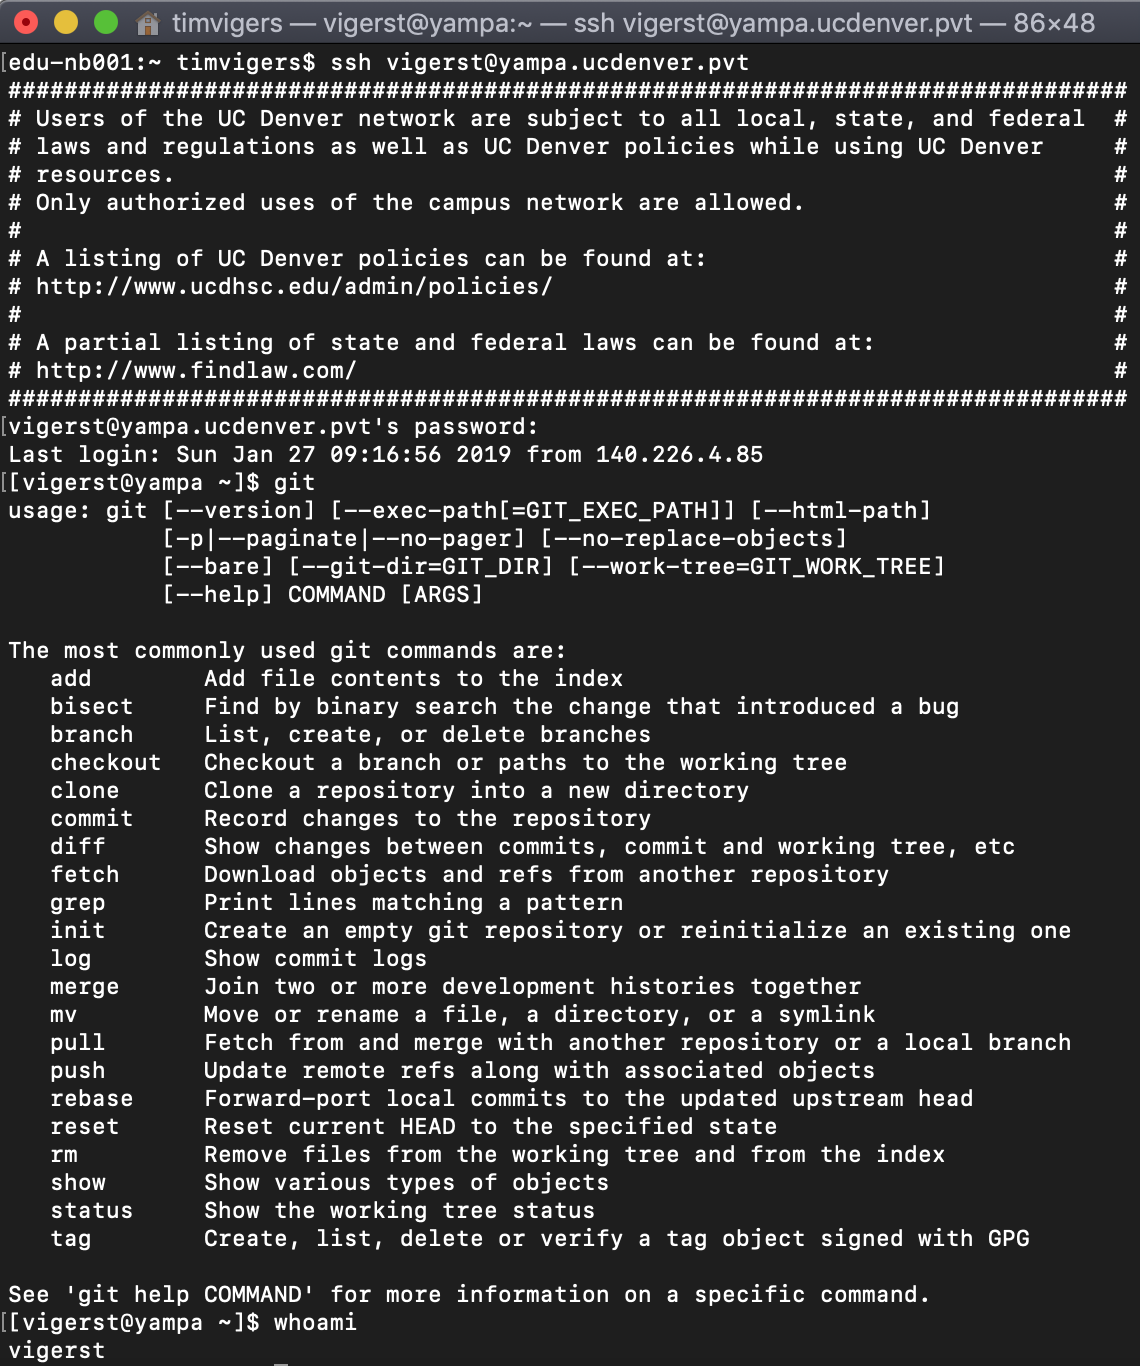 timvigers — vigerst@yampa:~ — ssh vigerst@yampa.ucdenver.pvt — 86×48
[edu-nb001:~ timvigers$ ssh vigerst@yampa.ucdenver.pvt
################################################################################
# Users of the UC Denver network are subject to all local, state, and federal  #
# laws and regulations as well as UC Denver policies while using UC Denver     #
# resources.                                                                   #
# Only authorized uses of the campus network are allowed.                      #
#                                                                              #
# A listing of UC Denver policies can be found at:                             #
# http://www.ucdhsc.edu/admin/policies/                                        #
#                                                                              #
# A partial listing of state and federal laws can be found at:                 #
# http://www.findlaw.com/                                                      #
################################################################################
[vigerst@yampa.ucdenver.pvt's password:
Last login: Sun Jan 27 09:16:56 2019 from 140.226.4.85
[[vigerst@yampa ~]$ git
usage: git [--version] [--exec-path[=GIT_EXEC_PATH]] [--html-path]
           [-p|--paginate|--no-pager] [--no-replace-objects]
           [--bare] [--git-dir=GIT_DIR] [--work-tree=GIT_WORK_TREE]
           [--help] COMMAND [ARGS]

The most commonly used git commands are:
   add        Add file contents to the index
   bisect     Find by binary search the change that introduced a bug
   branch     List, create, or delete branches
   checkout   Checkout a branch or paths to the working tree
   clone      Clone a repository into a new directory
   commit     Record changes to the repository
   diff       Show changes between commits, commit and working tree, etc
   fetch      Download objects and refs from another repository
   grep       Print lines matching a pattern
   init       Create an empty git repository or reinitialize an existing one
   log        Show commit logs
   merge      Join two or more development histories together
   mv         Move or rename a file, a directory, or a symlink
   pull       Fetch from and merge with another repository or a local branch
   push       Update remote refs along with associated objects
   rebase     Forward-port local commits to the updated upstream head
   reset      Reset current HEAD to the specified state
   rm         Remove files from the working tree and from the index
   show       Show various types of objects
   status     Show the working tree status
   tag        Create, list, delete or verify a tag object signed with GPG

See 'git help COMMAND' for more information on a specific command.
[[vigerst@yampa ~]$ whoami
vigerst